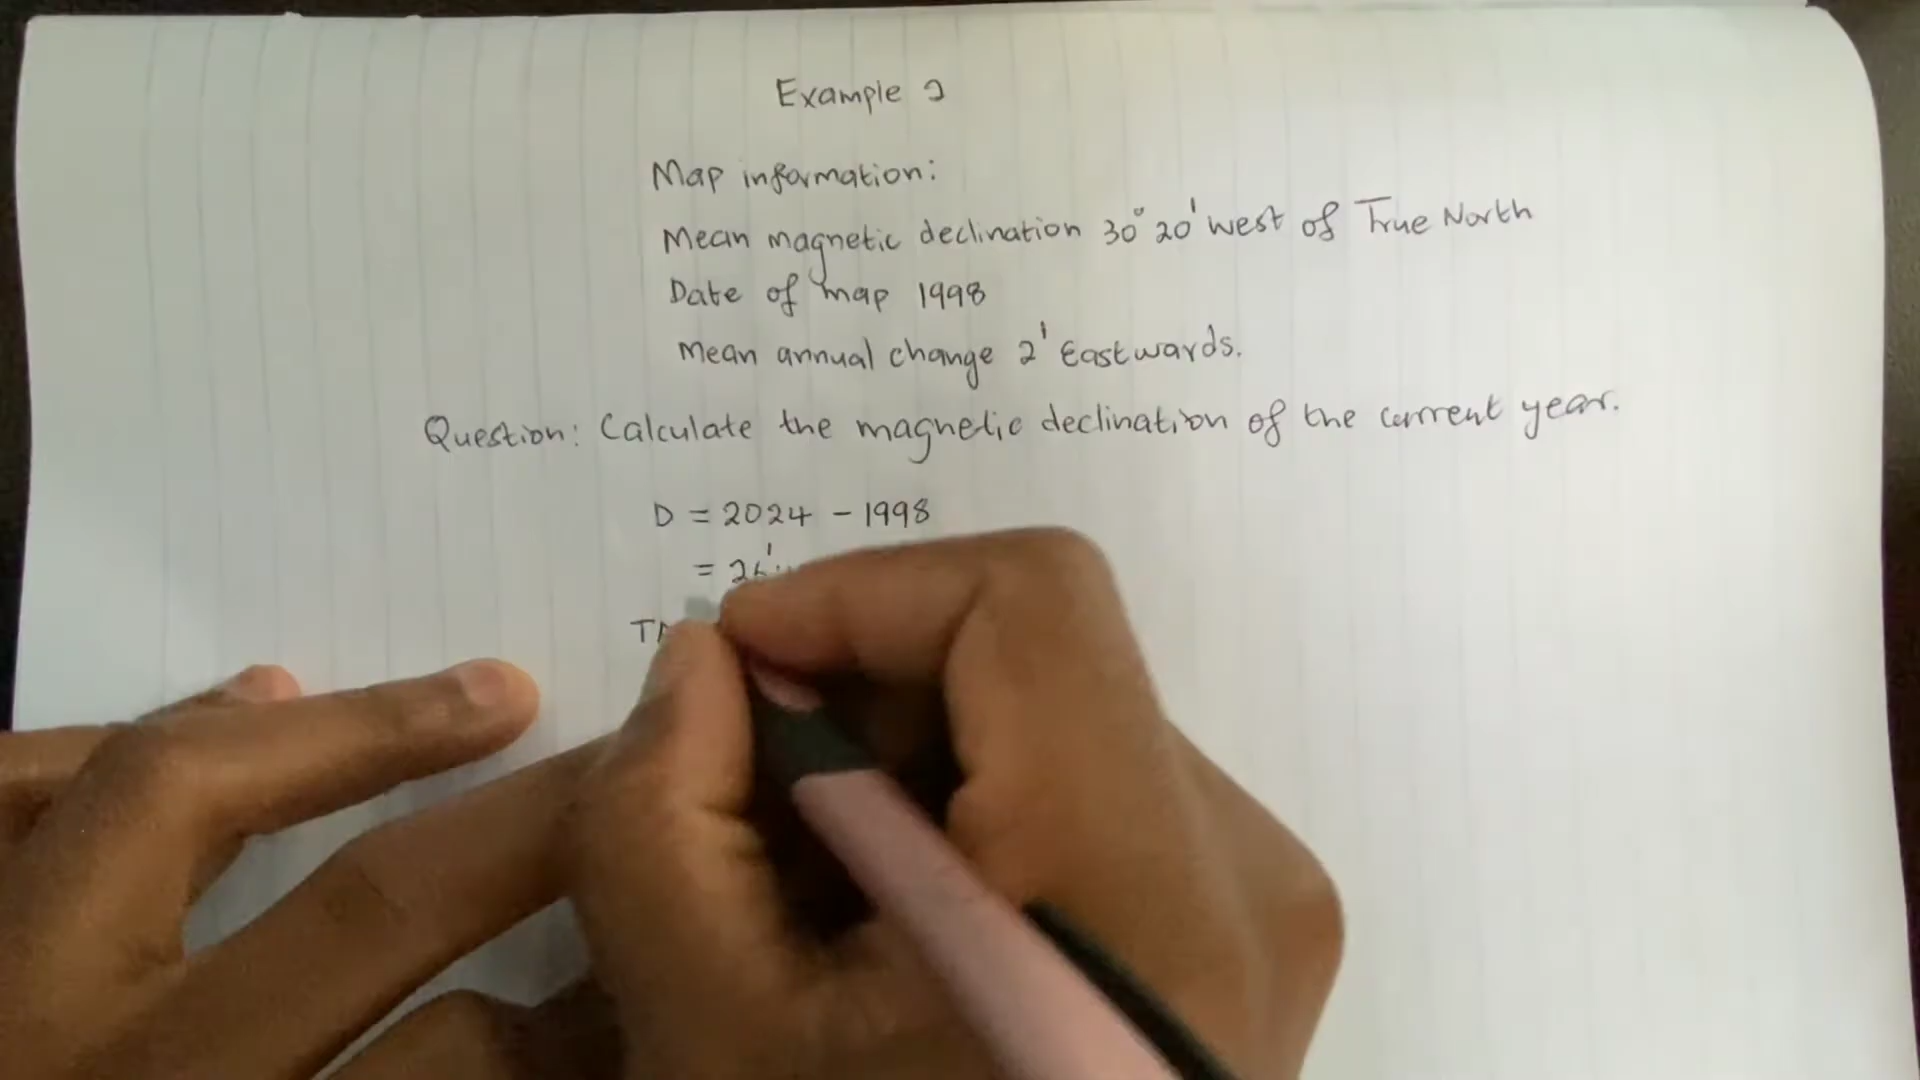 Example 2
Map information:
Mean magnetic declination 30° 20' west of True North
Date of map 1998
Mean annual change 2' Eastwards.
Question: Calculate the magnetic declination of the current year.
D = 2024 - 1998
= 26'